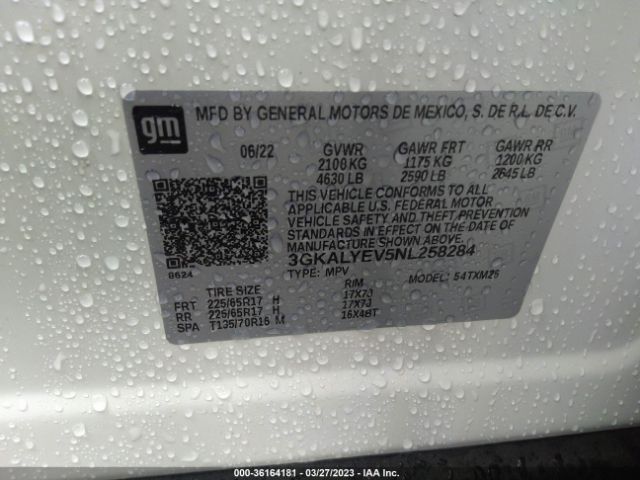 gm
MFD BY GENERAL MOTORS DE MEXICO, S. DE R.L. DE C.V.
06/22 GVWR GAWR FRT GAWR RR
2100 KG 1175 KG 1200 KG
4630 LB 2590 LB 2645 LB
THIS VEHICLE CONFORMS TO ALL
APPLICABLE U.S. FEDERAL MOTOR
VEHICLE SAFETY AND THEFT PREVENTION
STANDARDS IN EFFECT ON THE DATE OF
MANUFACTURE SHOWN ABOVE.
3GKALYEV5NL258284
0624 TYPE: MPV MODEL: 54TXM26
TIRE SIZE RIM
FRT 225/65R17 H 17X7J
RR 225/65R17 H 17X7J
SPA T135/70R16 M 16X4BT
000-36164181 — 03/27/2023 — IAA Inc.